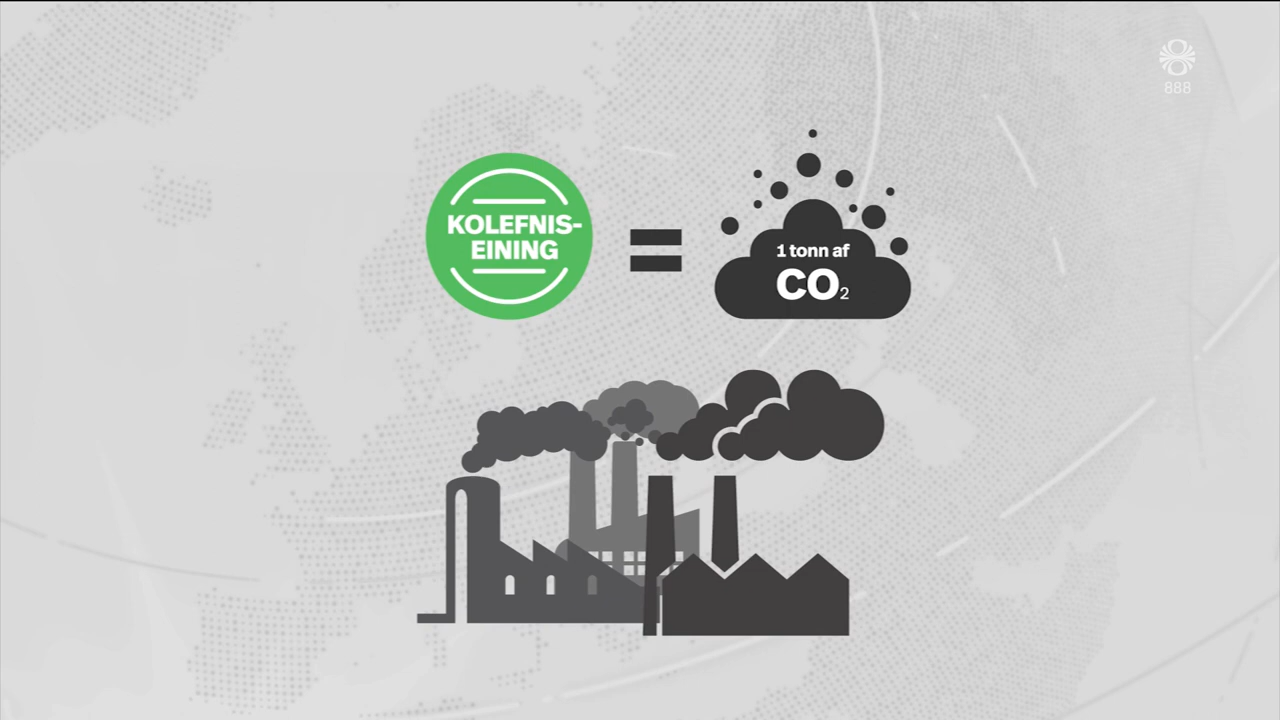 888
KOLEFNIS-
EINING
1 tonn af
CO₂